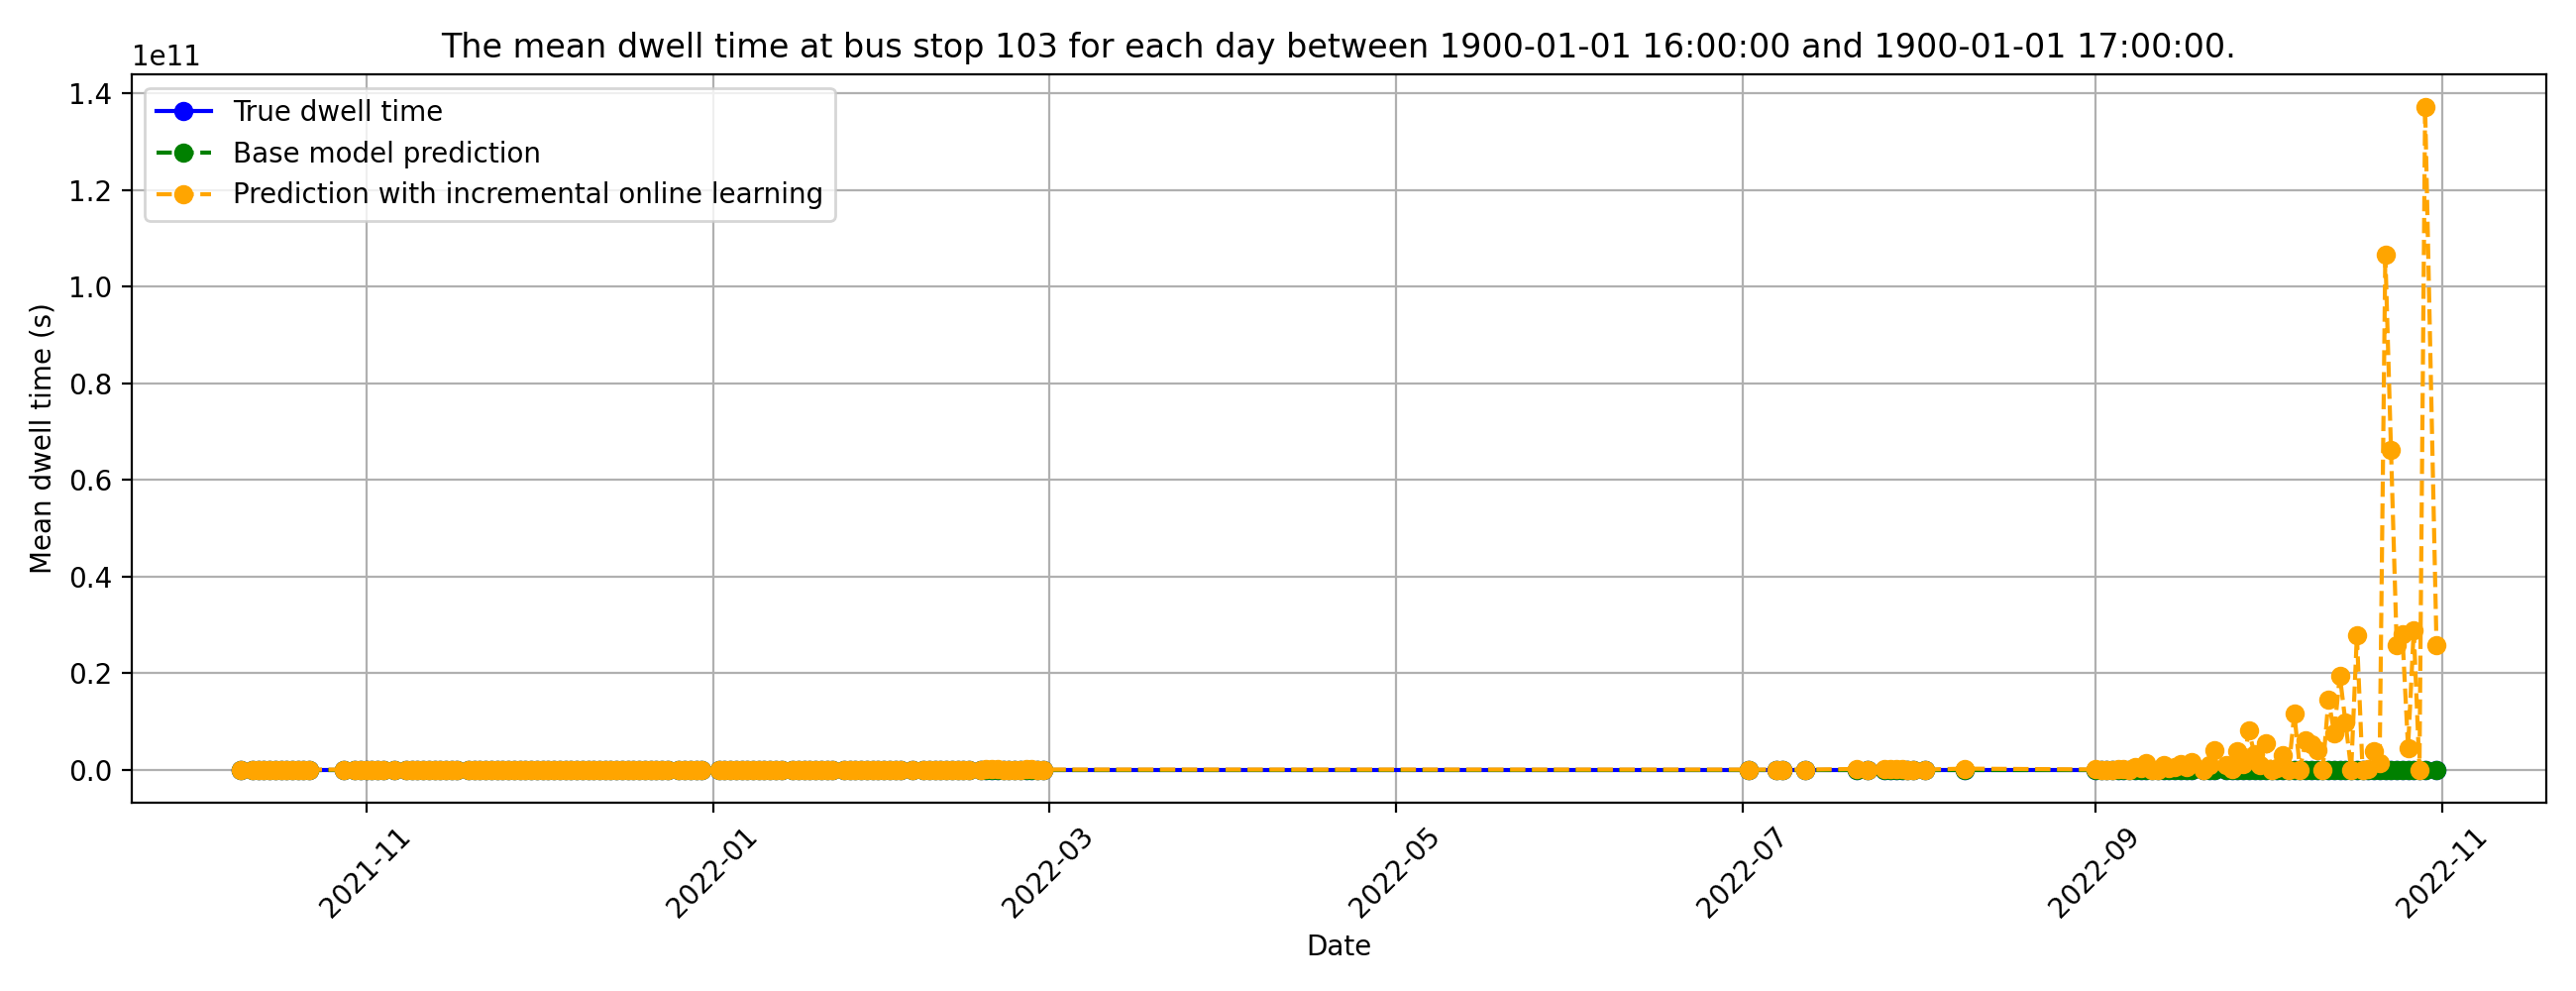 The mean dwell time at bus stop 103 for each day between 1900-01-01 16:00:00 and 1900-01-01 17:00:00.
1e11
True dwell time
Base model prediction
Prediction with incremental online learning
Mean dwell time (s)
1.4
1.2
1.0
0.8
0.6
0.4
0.2
0.0
2021-11
2022-01
2022-03
2022-05
2022-07
2022-09
2022-11
Date